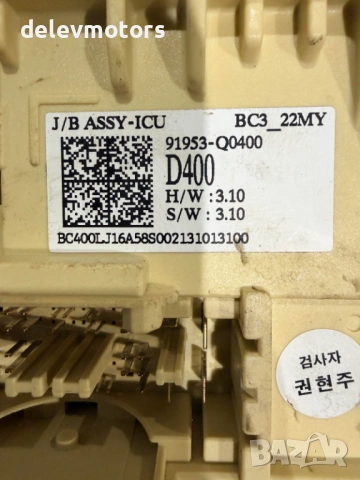 delevmotors
J/B ASSY-ICU BC3_22MY
91953-Q0400
D400
H/W : 3.10
S/W : 3.10
BC400LJ16A58S002131013100
검사자
권현주
BAZAR